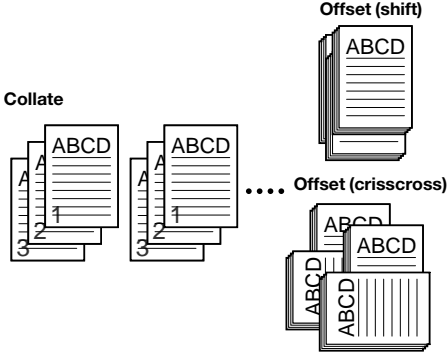 Offset (shift)
ABCD
Collate
ABCD
1
A
2
A
3
ABCD
1
A
2
A
3
Offset (crisscross)
ABCD
ABCD
ABCD
ABCD